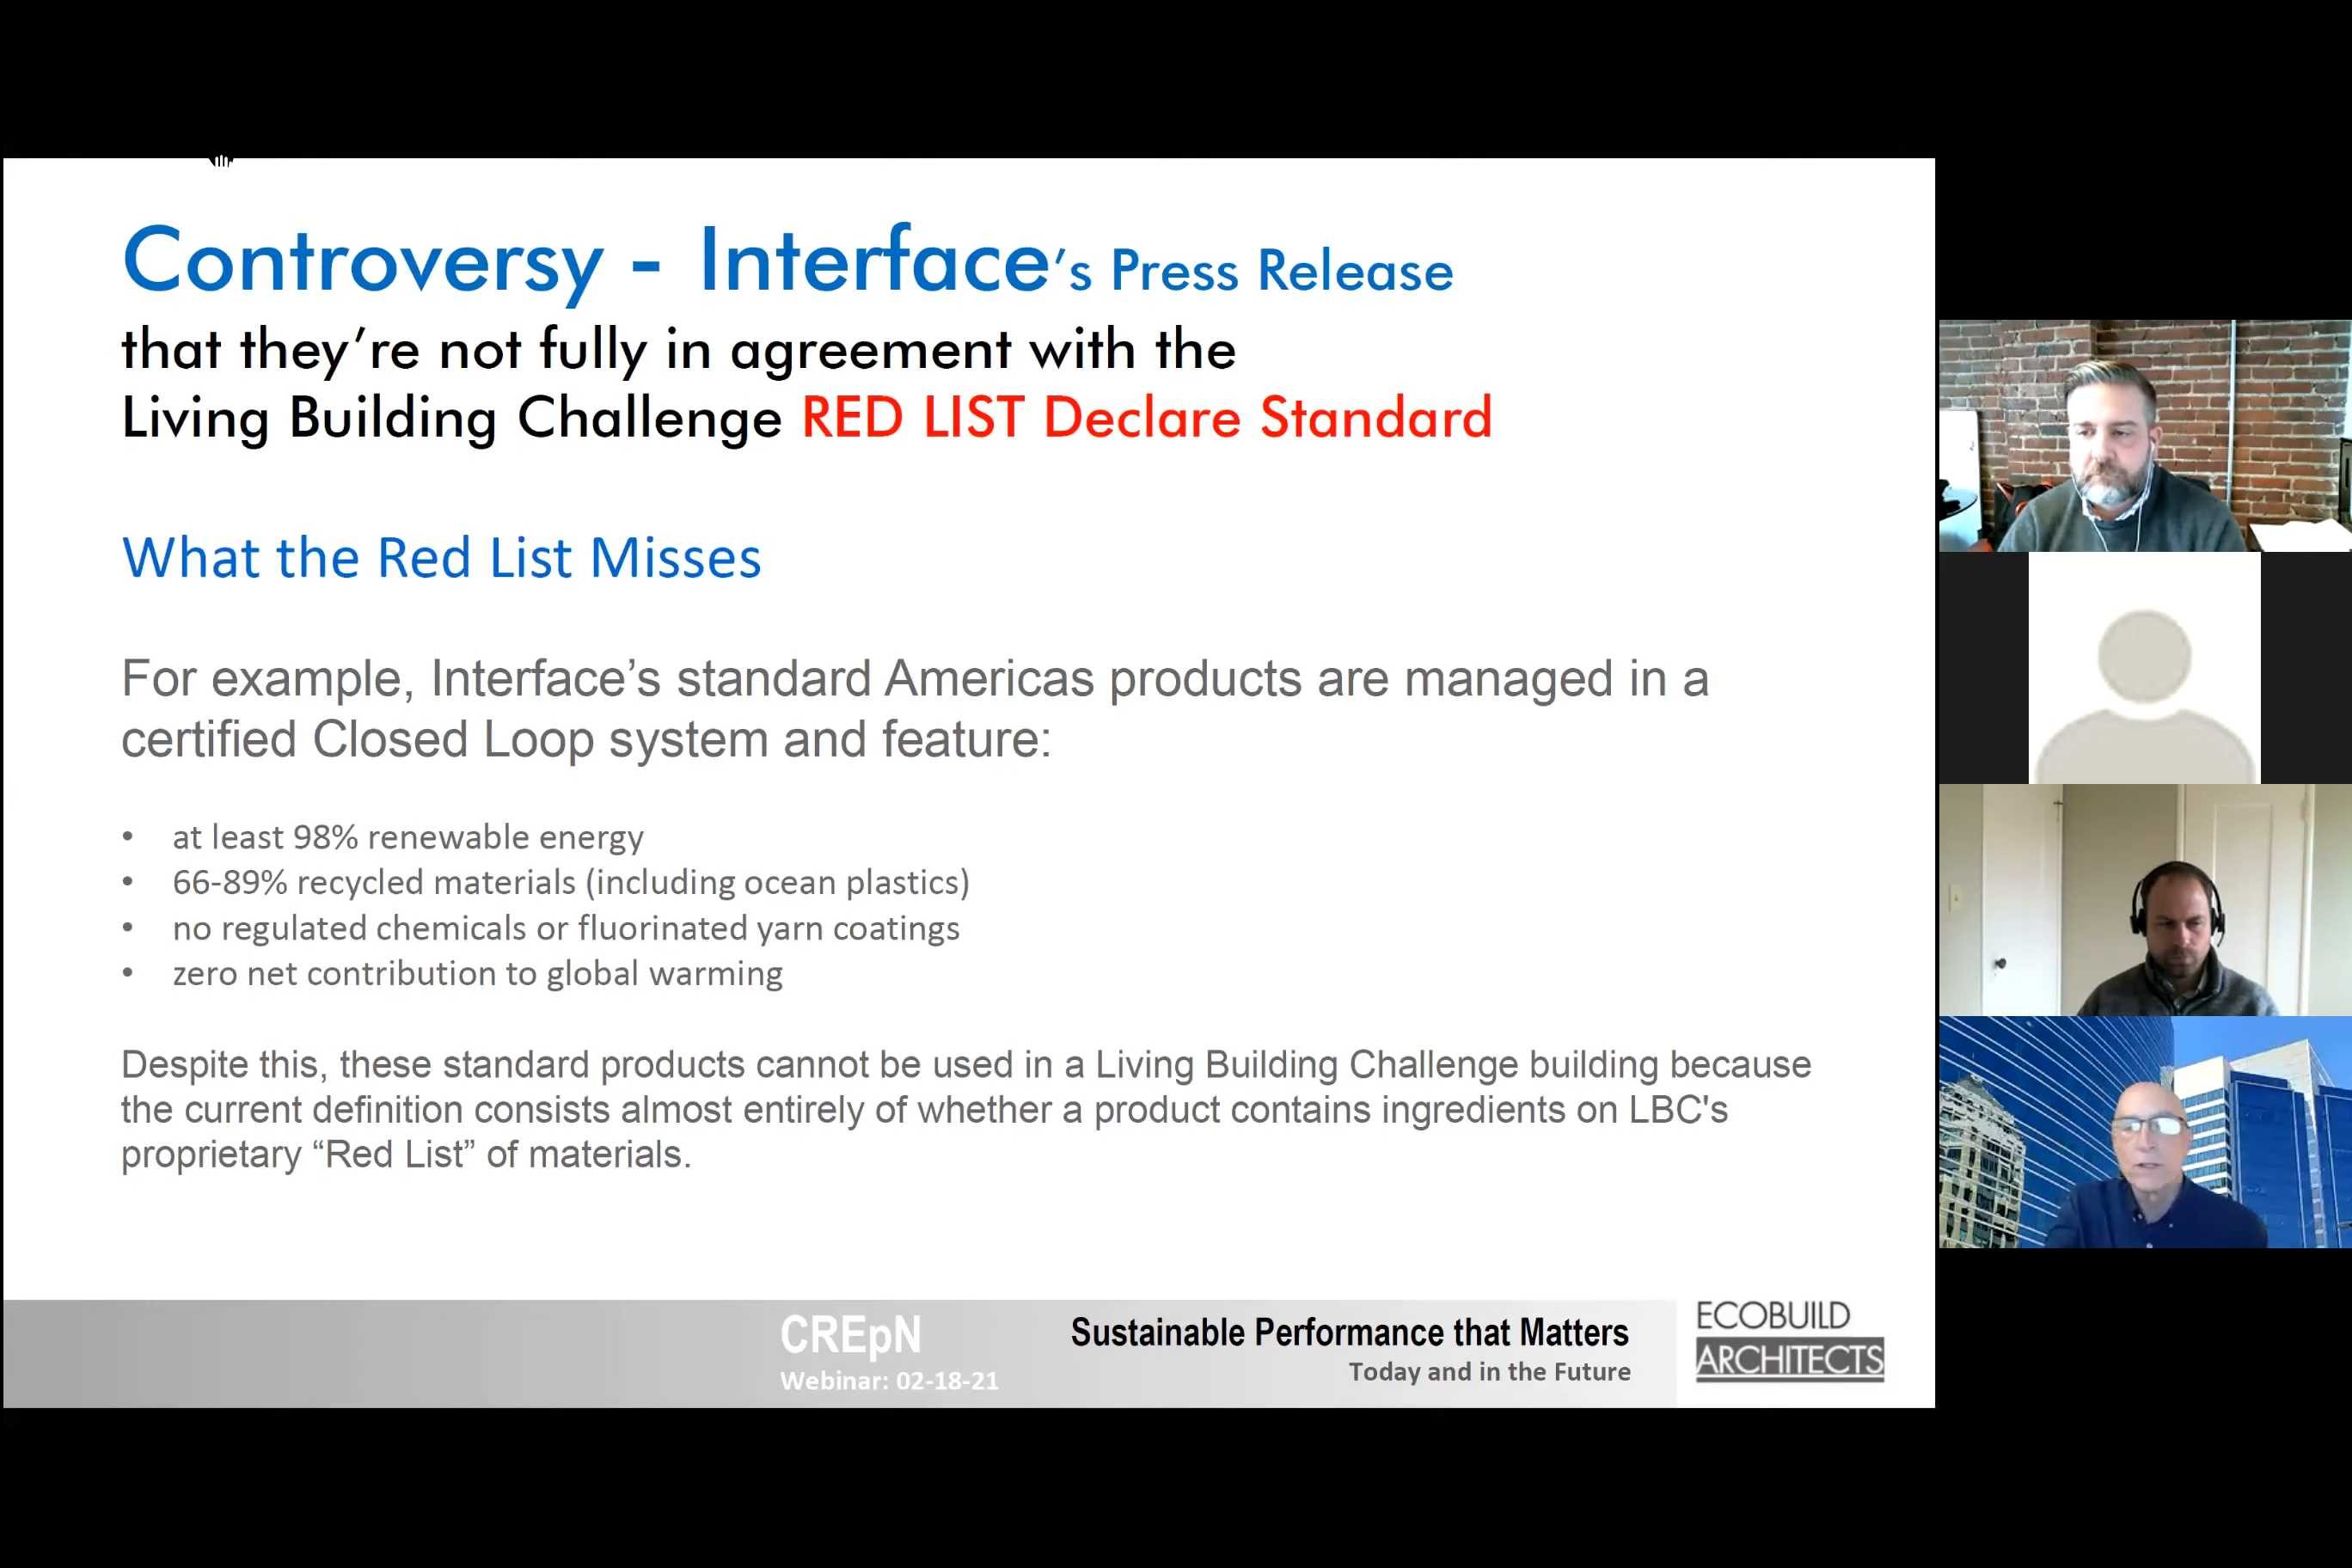 Controversy - Interface’s Press Release
that they’re not fully in agreement with the
Living Building Challenge RED LIST Declare Standard
What the Red List Misses
For example, Interface’s standard Americas products are managed in a
certified Closed Loop system and feature:
• at least 98% renewable energy
• 66-89% recycled materials (including ocean plastics)
• no regulated chemicals or fluorinated yarn coatings
• zero net contribution to global warming
Despite this, these standard products cannot be used in a Living Building Challenge building because
the current definition consists almost entirely of whether a product contains ingredients on LBC's
proprietary “Red List” of materials.
CREpN
Webinar: 02-18-21
Sustainable Performance that Matters
Today and in the Future
ECOBUILD
ARCHITECTS